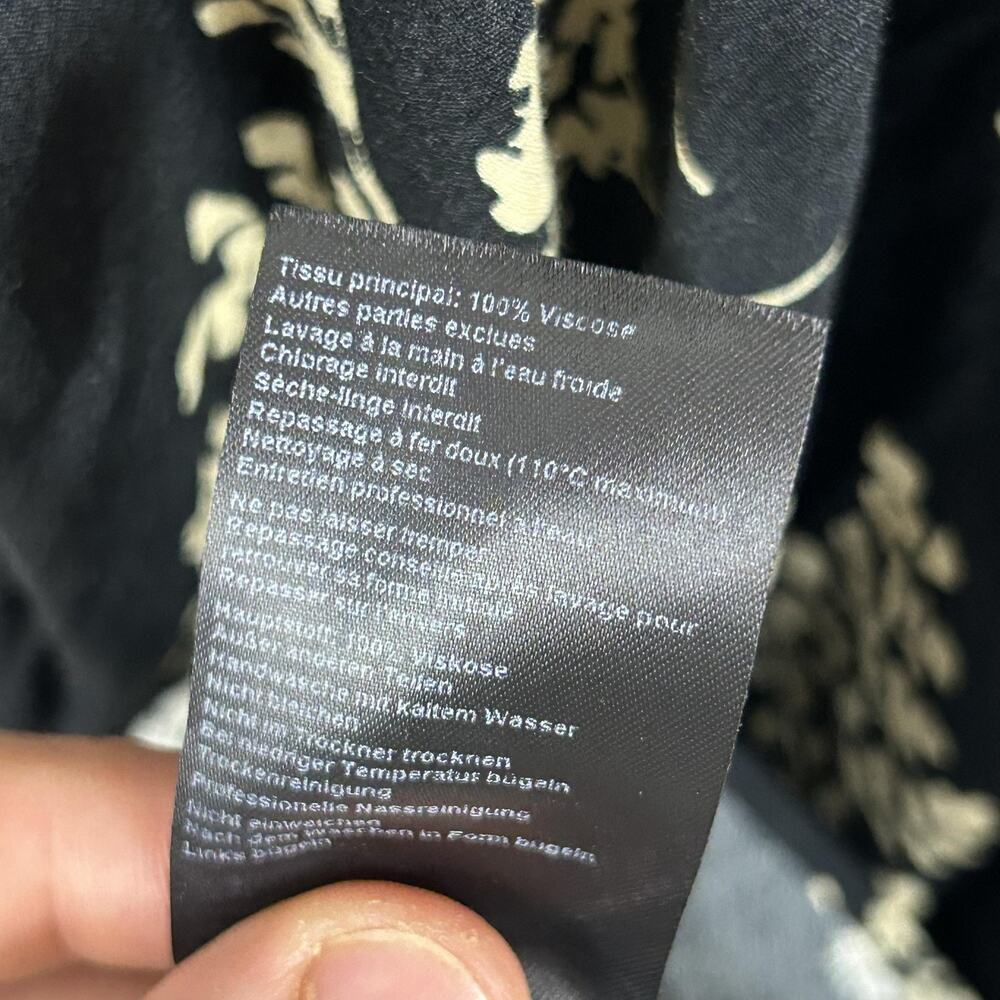 Tissu principal: 100% Viscose
Autres parties exclues
Lavage à la main à l'eau froide
Chlorage interdit
Sèche-linge interdit
Repassage à fer doux (110°C maximum)
Nettoyage à sec
Entretien professionnel à l'eau
Ne pas laisser tremper
Repassage conseillé après lavage pour
retrouver sa forme initiale
Repasser sur l'envers
Hauptstoff: 100% Viskose
Außer anderer Teilen
Handwäsche mit kaltem Wasser
Nicht bleichen
Nicht im Trockner trocknen
Bei niedriger Temperatur bügeln
Trockenreinigung
Professionelle Nassreinigung
Nicht einweichen
Nach dem Waschen in Form bügeln
Links bügeln